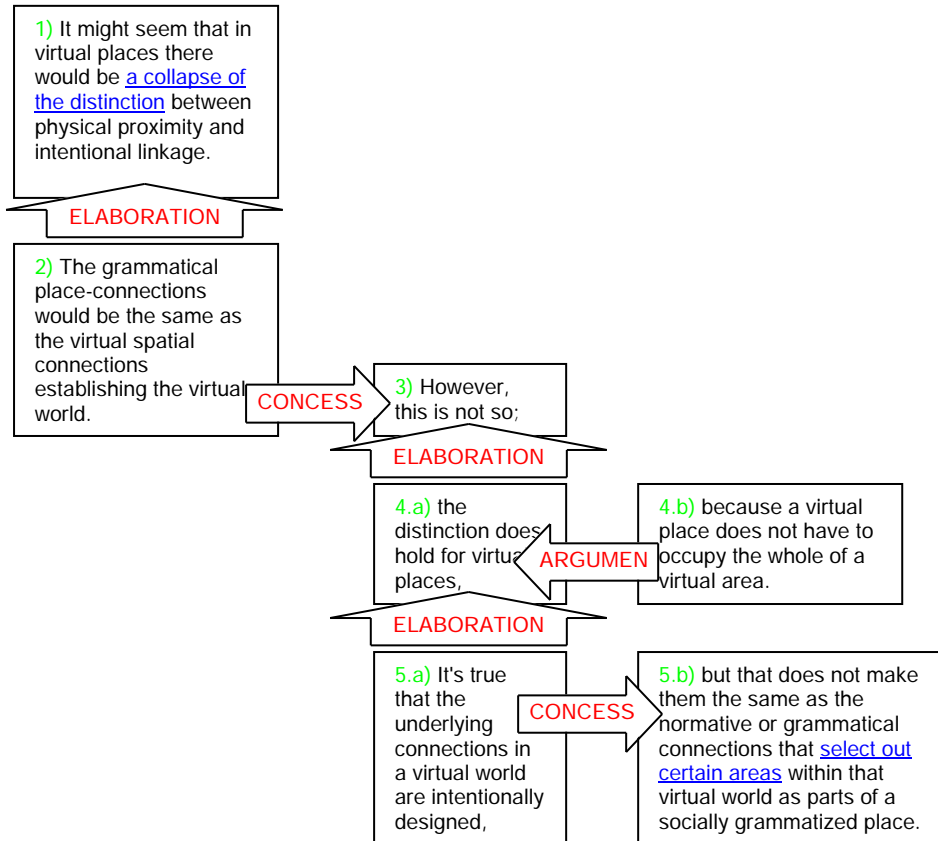 1) It might seem that in
virtual places there
would be a collapse of
the distinction between
physical proximity and
intentional linkage.
ELABORATION
2) The grammatical
place-connections
would be the same as
the virtual spatial
connections
establishing the virtual
world.
CONCESS
3) However,
this is not so;
ELABORATION
4.a) the
distinction does
hold for virtua
places,
ARGUMEN
4.b) because a virtual
place does not have to
occupy the whole of a
virtual area.
ELABORATION
5.a) It's true
that the
underlying
connections in
a virtual world
are intentionally
designed,
CONCESS
5.b) but that does not make
them the same as the
normative or grammatical
connections that select out
certain areas within that
virtual world as parts of a
socially grammatized place.